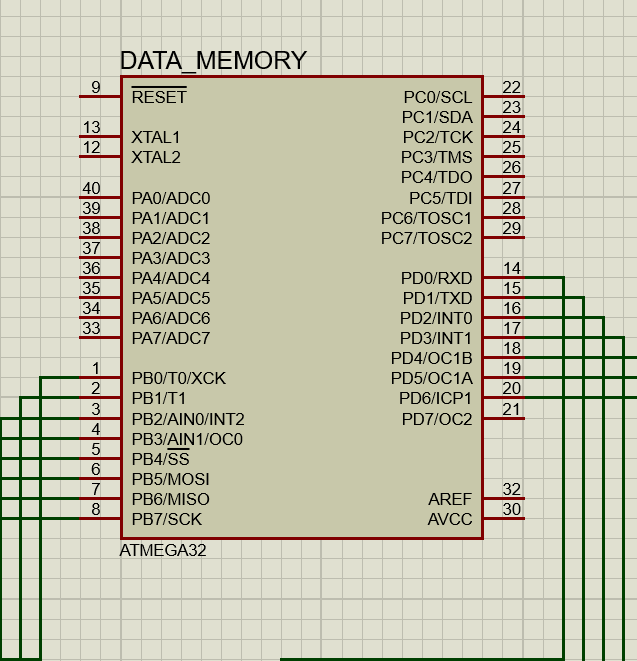 DATA_MEMORY
9 RESET PC0/SCL 22
PC1/SDA 23
13 XTAL1 PC2/TCK 24
12 XTAL2 PC3/TMS 25
PC4/TDO 26
40 PA0/ADC0 PC5/TDI 27
39 PA1/ADC1 PC6/TOSC1 28
38 PA2/ADC2 PC7/TOSC2 29
37 PA3/ADC3
36 PA4/ADC4 PD0/RXD 14
35 PA5/ADC5 PD1/TXD 15
34 PA6/ADC6 PD2/INT0 16
33 PA7/ADC7 PD3/INT1 17
PD4/OC1B 18
1 PB0/T0/XCK PD5/OC1A 19
2 PB1/T1 PD6/ICP1 20
3 PB2/AIN0/INT2 PD7/OC2 21
4 PB3/AIN1/OC0
5 PB4/SS
6 PB5/MOSI
7 PB6/MISO AREF 32
8 PB7/SCK AVCC 30
ATMEGA32